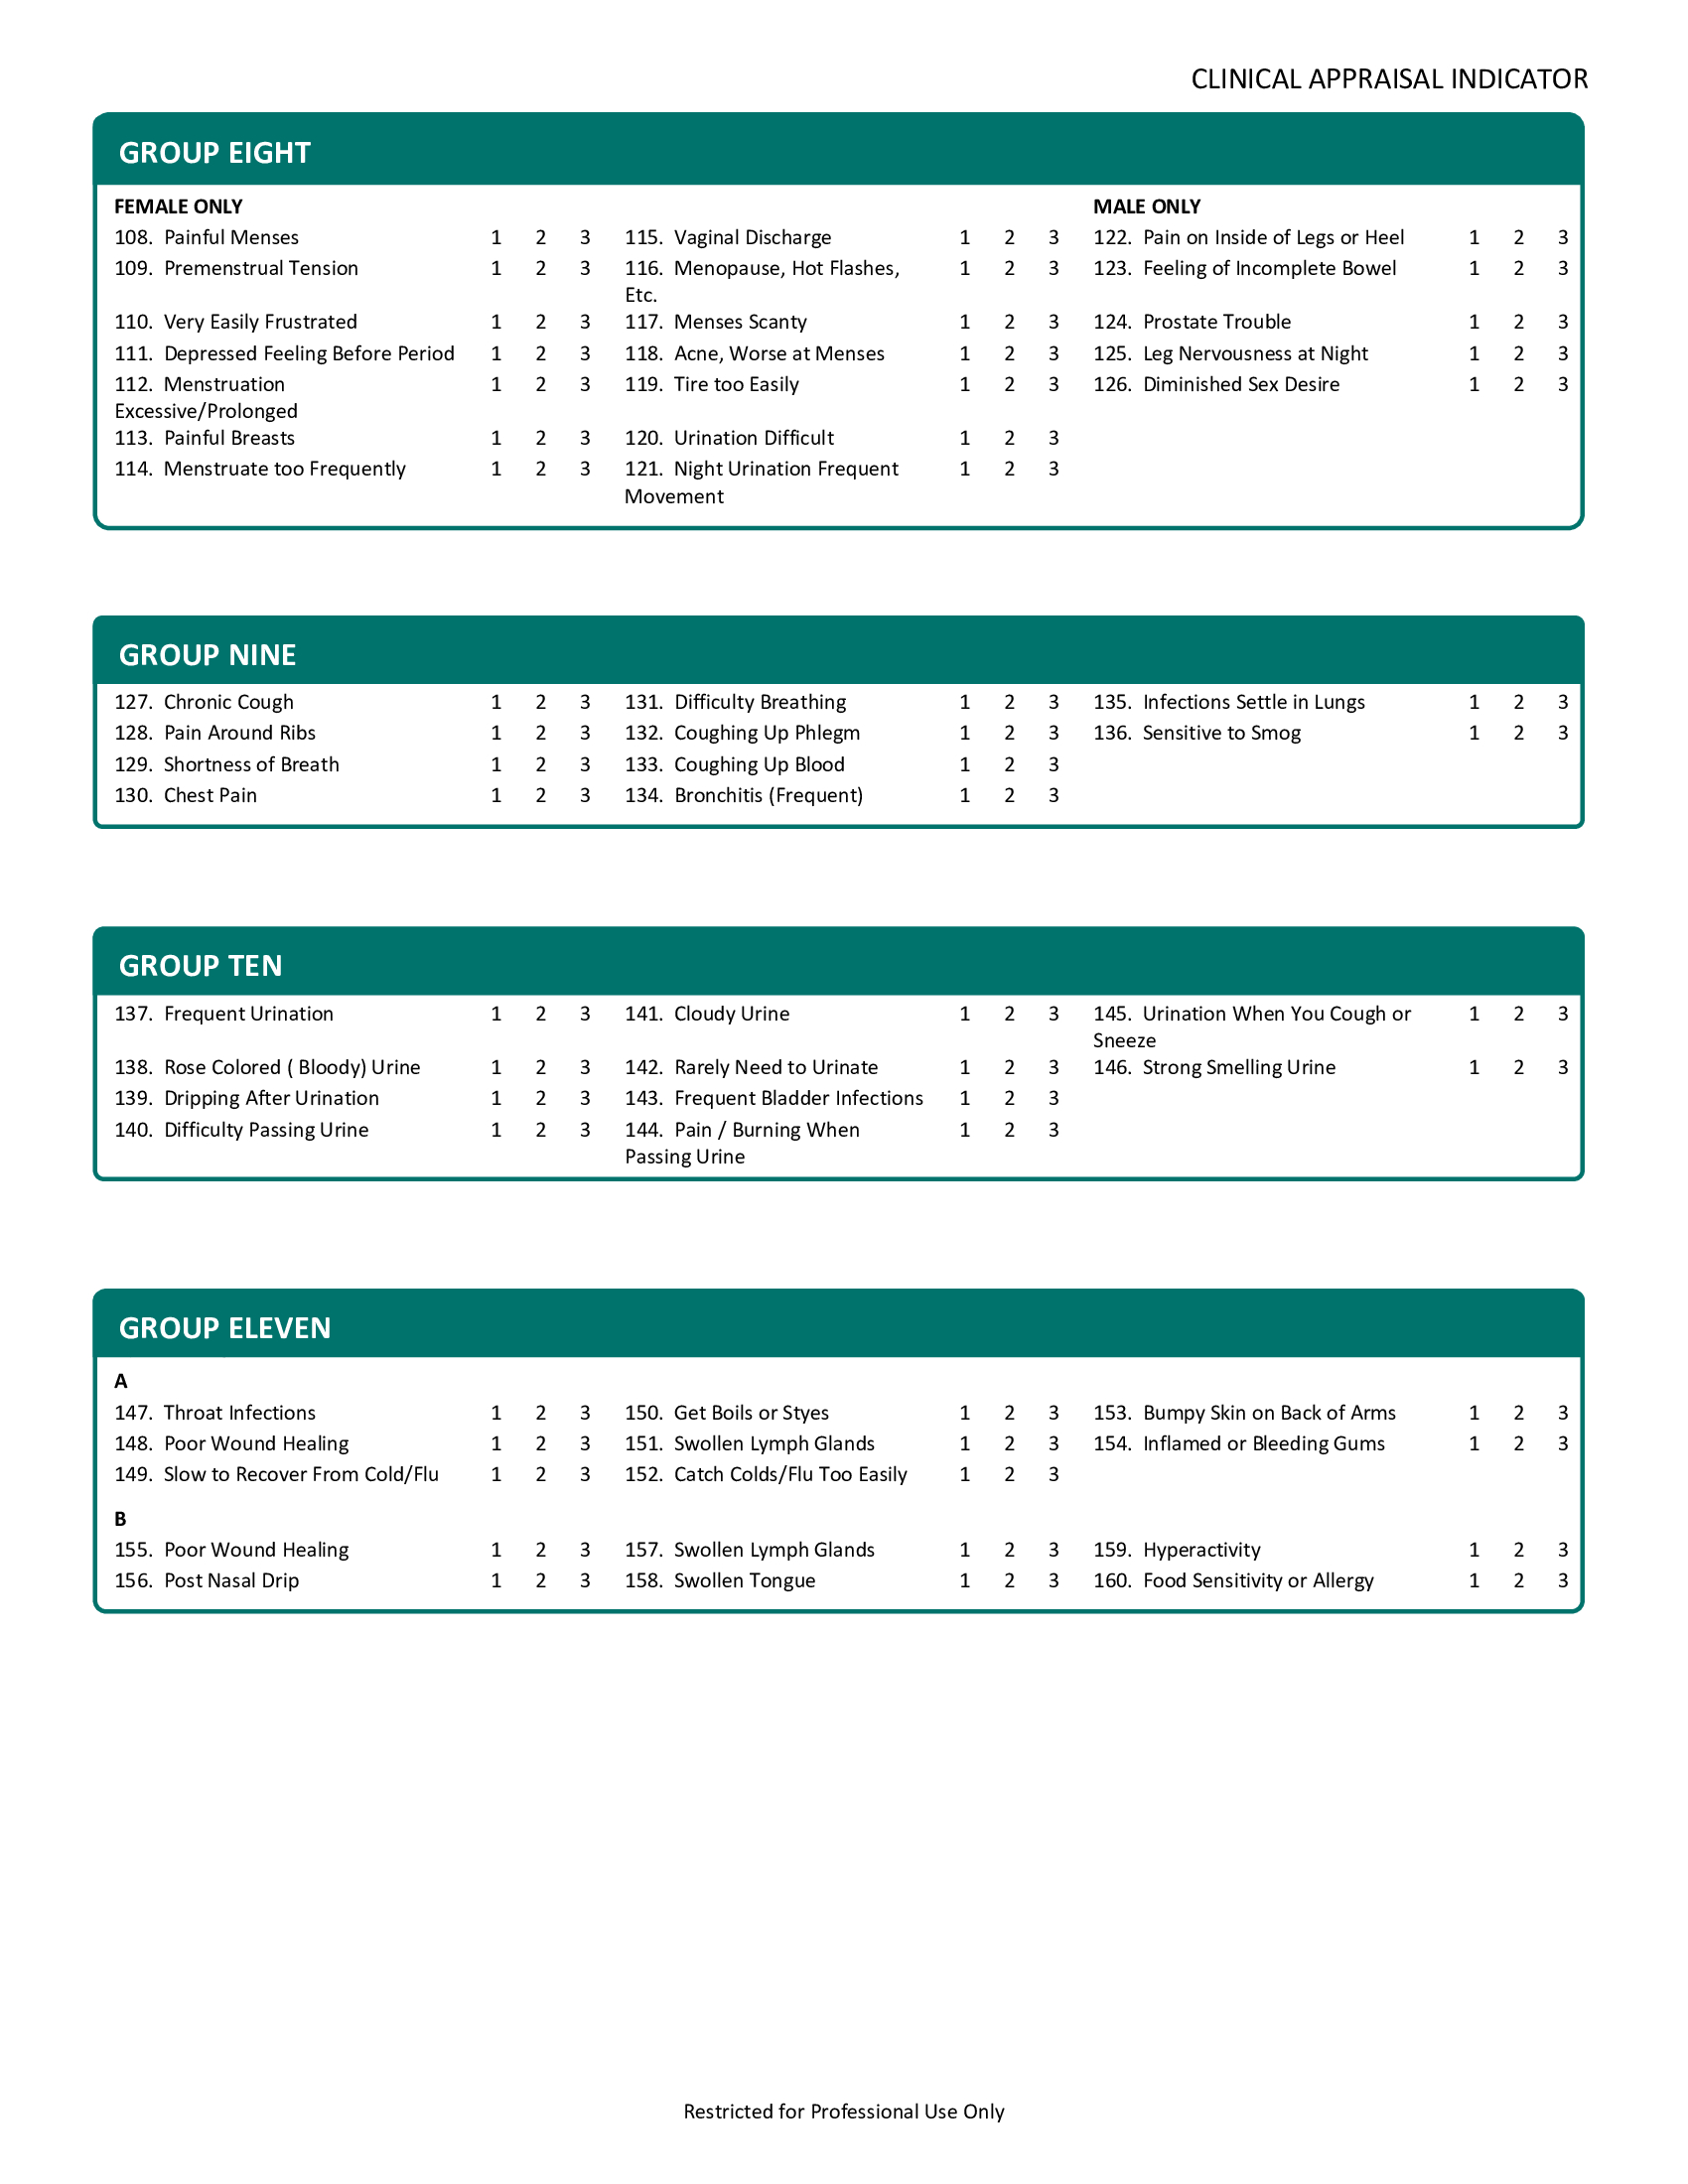 CLINICAL APPRAISAL INDICATOR
GROUP EIGHT
FEMALE ONLY MALE ONLY
108. Painful Menses 1 2 3 115. Vaginal Discharge 1 2 3 122. Pain on Inside of Legs or Heel 1 2 3
109. Premenstrual Tension 1 2 3 116. Menopause, Hot Flashes, 1 2 3 123. Feeling of Incomplete Bowel 1 2 3
Etc.
110. Very Easily Frustrated 1 2 3 117. Menses Scanty 1 2 3 124. Prostate Trouble 1 2 3
111. Depressed Feeling Before Period 1 2 3 118. Acne, Worse at Menses 1 2 3 125. Leg Nervousness at Night 1 2 3
112. Menstruation 1 2 3 119. Tire too Easily 1 2 3 126. Diminished Sex Desire 1 2 3
Excessive/Prolonged
113. Painful Breasts 1 2 3 120. Urination Difficult 1 2 3
114. Menstruate too Frequently 1 2 3 121. Night Urination Frequent 1 2 3
Movement
GROUP NINE
127. Chronic Cough 1 2 3 131. Difficulty Breathing 1 2 3 135. Infections Settle in Lungs 1 2 3
128. Pain Around Ribs 1 2 3 132. Coughing Up Phlegm 1 2 3 136. Sensitive to Smog 1 2 3
129. Shortness of Breath 1 2 3 133. Coughing Up Blood 1 2 3
130. Chest Pain 1 2 3 134. Bronchitis (Frequent) 1 2 3
GROUP TEN
137. Frequent Urination 1 2 3 141. Cloudy Urine 1 2 3 145. Urination When You Cough or 1 2 3
Sneeze
138. Rose Colored ( Bloody) Urine 1 2 3 142. Rarely Need to Urinate 1 2 3 146. Strong Smelling Urine 1 2 3
139. Dripping After Urination 1 2 3 143. Frequent Bladder Infections 1 2 3
140. Difficulty Passing Urine 1 2 3 144. Pain / Burning When 1 2 3
Passing Urine
GROUP ELEVEN
A
147. Throat Infections 1 2 3 150. Get Boils or Styes 1 2 3 153. Bumpy Skin on Back of Arms 1 2 3
148. Poor Wound Healing 1 2 3 151. Swollen Lymph Glands 1 2 3 154. Inflamed or Bleeding Gums 1 2 3
149. Slow to Recover From Cold/Flu 1 2 3 152. Catch Colds/Flu Too Easily 1 2 3
B
155. Poor Wound Healing 1 2 3 157. Swollen Lymph Glands 1 2 3 159. Hyperactivity 1 2 3
156. Post Nasal Drip 1 2 3 158. Swollen Tongue 1 2 3 160. Food Sensitivity or Allergy 1 2 3
Restricted for Professional Use Only